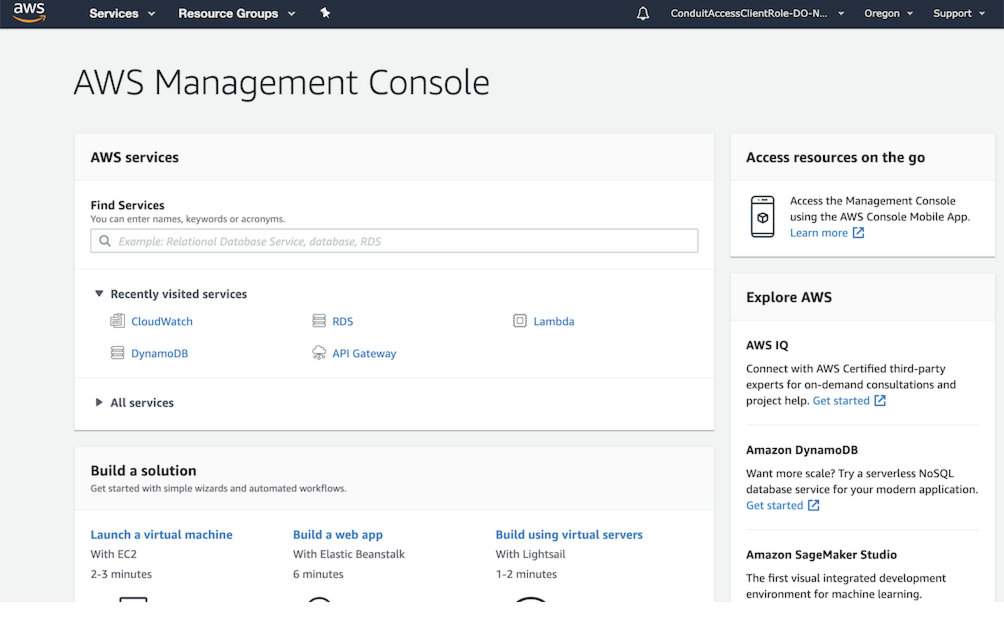 aws
Services
Resource Groups
ConduitAccessClientRole-DO-N...
Oregon
Support
AWS Management Console
AWS services
Find Services
You can enter names, keywords or acronyms.
Example: Relational Database Service, database, RDS
Recently visited services
CloudWatch
RDS
Lambda
DynamoDB
API Gateway
All services
Build a solution
Get started with simple wizards and automated workflows.
Launch a virtual machine
With EC2
2-3 minutes
Build a web app
With Elastic Beanstalk
6 minutes
Build using virtual servers
With Lightsail
1-2 minutes
Access resources on the go
Access the Management Console
using the AWS Console Mobile App.
Learn more
Explore AWS
AWS IQ
Connect with AWS Certified third-party
experts for on-demand consultations and
project help. Get started
Amazon DynamoDB
Want more scale? Try a serverless NoSQL
database service for your modern application.
Get started
Amazon SageMaker Studio
The first visual integrated development
environment for machine learning.